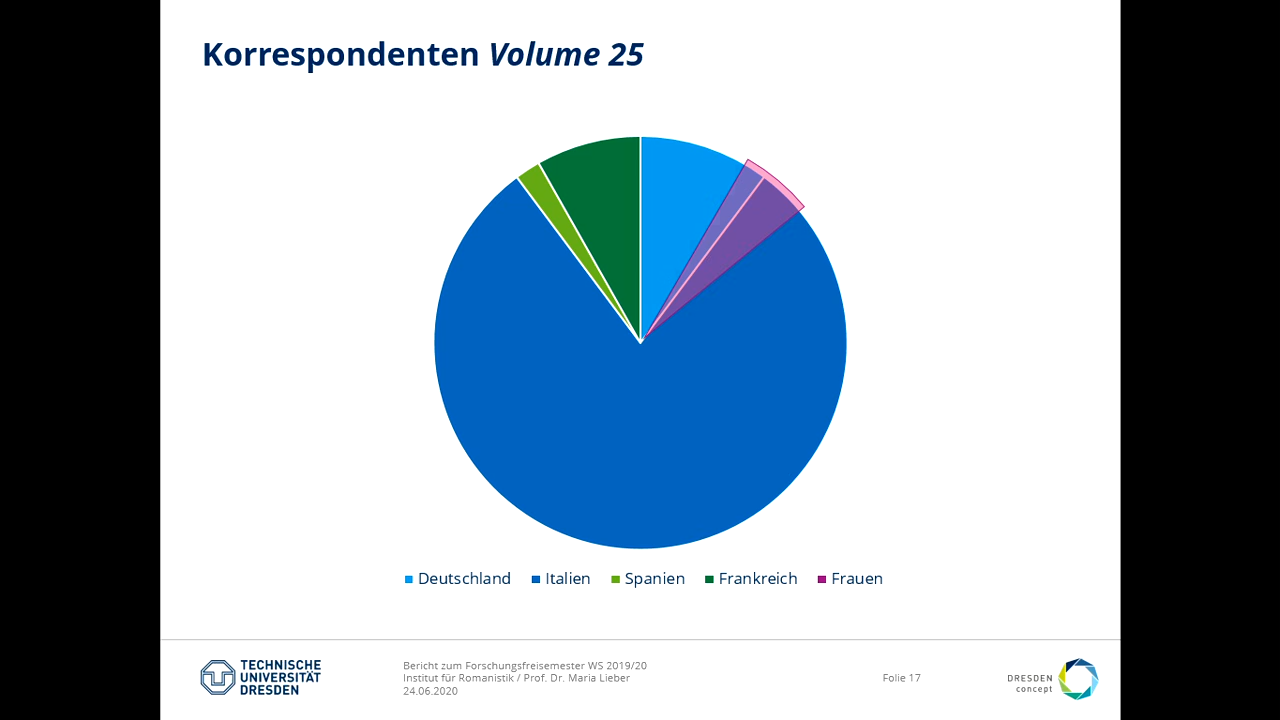 Korrespondenten Volume 25
Deutschland Italien Spanien Frankreich Frauen
TECHNISCHE
UNIVERSITÄT
DRESDEN
Bericht zum Forschungsfreisemester WS 2019/20
Institut für Romanistik / Prof. Dr. Maria Lieber
24.06.2020
Folie 17
DRESDEN
concept